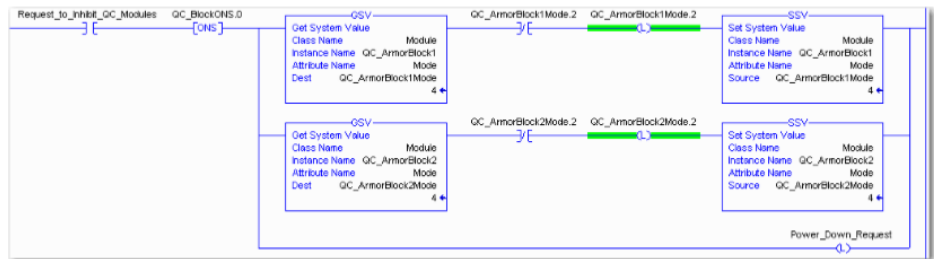 Request_to_Inhibit_QC_Modules QC_BlockONS.0 GSV QC_ArmorBlock1Mode.2 QC_ArmorBlock1Mode.2 SSV
ONS
Get System Value
Class Name Module
Instance Name QC_ArmorBlock1
Attribute Name Mode
Dest QC_ArmorBlock1Mode
4
L
Set System Value
Class Name Module
Instance Name QC_ArmorBlock1
Attribute Name Mode
Source QC_ArmorBlock1Mode
4
GSV QC_ArmorBlock2Mode.2 QC_ArmorBlock2Mode.2 SSV
Get System Value
Class Name Module
Instance Name QC_ArmorBlock2
Attribute Name Mode
Dest QC_ArmorBlock2Mode
4
L
Set System Value
Class Name Module
Instance Name QC_ArmorBlock2
Attribute Name Mode
Source QC_ArmorBlock2Mode
4
Power_Down_Request
L